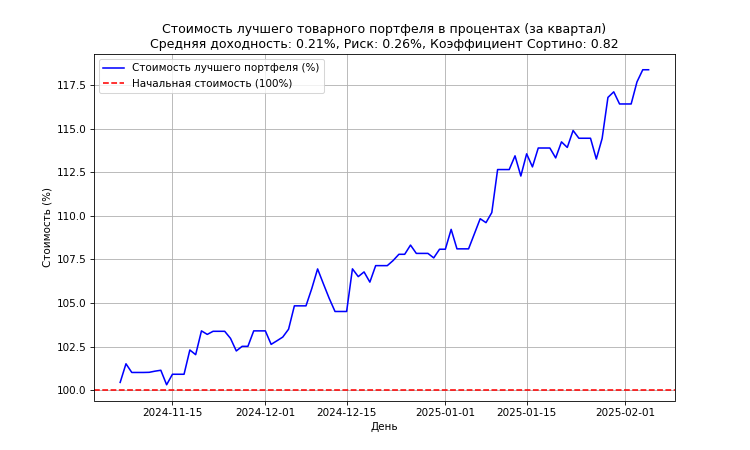 Стоимость лучшего товарного портфеля в процентах (за квартал)
Средняя доходность: 0.21%, Риск: 0.26%, Коэффициент Сортино: 0.82
Стоимость лучшего портфеля (%)
Начальная стоимость (100%)
Стоимость (%)
117.5
115.0
112.5
110.0
107.5
105.0
102.5
100.0
2024-11-15
2024-12-01
2024-12-15
2025-01-01
2025-01-15
2025-02-01
День